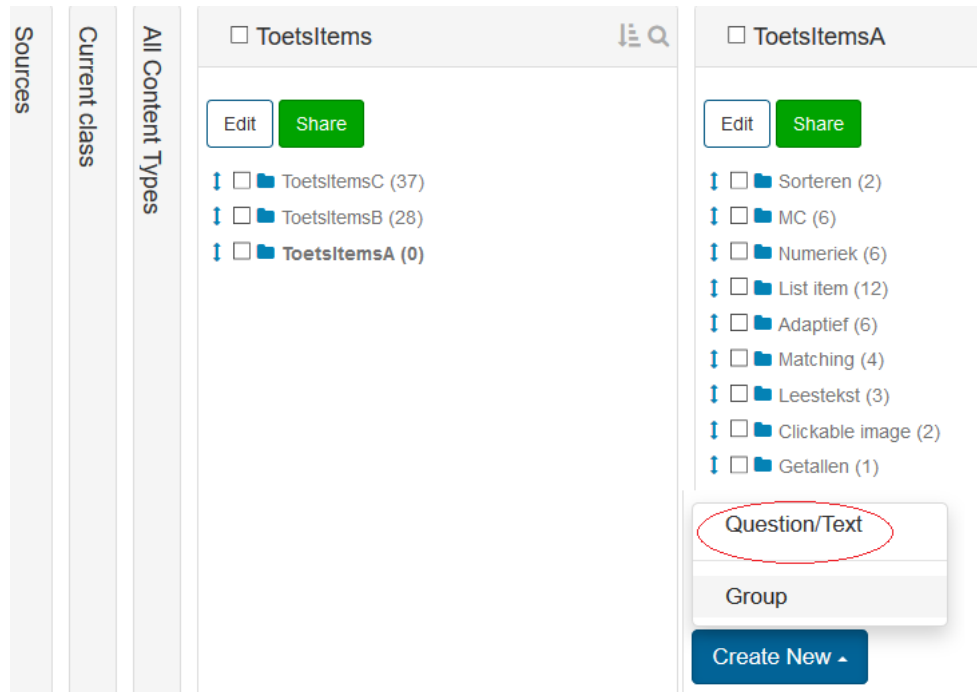 Sources
Current class
All Content Types
ToetsItems
Edit Share
ToetsItemsC (37)
ToetsItemsB (28)
ToetsItemsA (0)
ToetsItemsA
Edit Share
Sorteren (2)
MC (6)
Numeriek (6)
List item (12)
Adaptief (6)
Matching (4)
Leestekst (3)
Clickable image (2)
Getallen (1)
Question/Text
Group
Create New